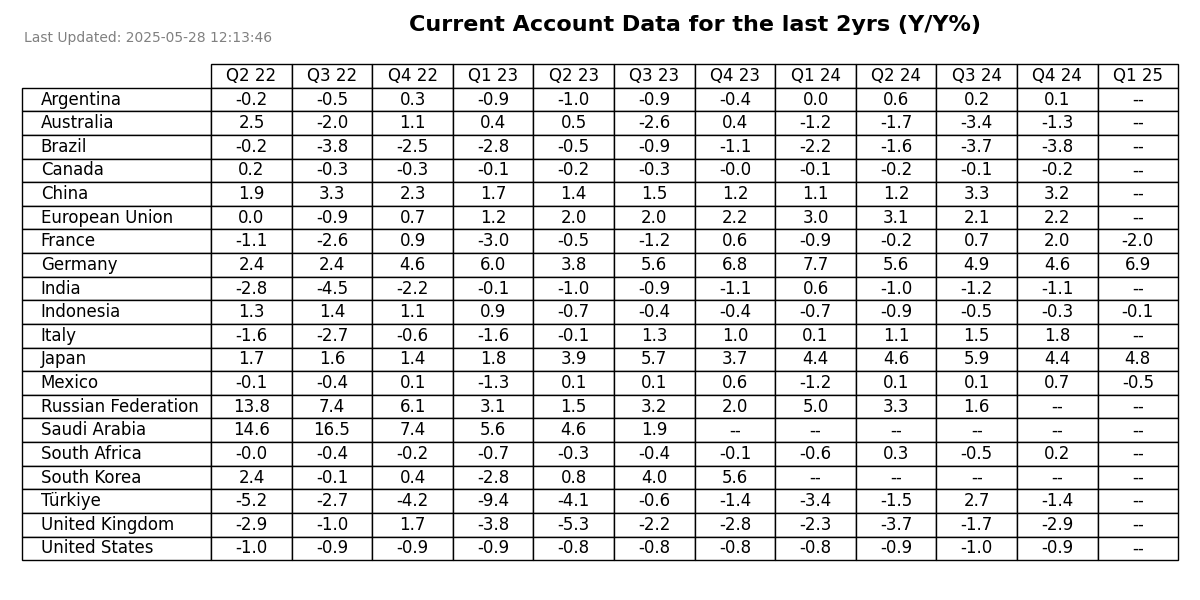 Current Account Data for the last 2yrs (Y/Y%)
Last Updated: 2025-05-28 12:13:46
Q2 22 Q3 22 Q4 22 Q1 23 Q2 23 Q3 23 Q4 23 Q1 24 Q2 24 Q3 24 Q4 24 Q1 25
Argentina -0.2 -0.5 0.3 -0.9 -1.0 -0.9 -0.4 0.0 0.6 0.2 0.1 --
Australia 2.5 -2.0 1.1 0.4 0.5 -2.6 0.4 -1.2 -1.7 -3.4 -1.3 --
Brazil -0.2 -3.8 -2.5 -2.8 -0.5 -0.9 -1.1 -2.2 -1.6 -3.7 -3.8 --
Canada 0.2 -0.3 -0.3 -0.1 -0.2 -0.3 -0.0 -0.1 -0.2 -0.1 -0.2 --
China 1.9 3.3 2.3 1.7 1.4 1.5 1.2 1.1 1.2 3.3 3.2 --
European Union 0.0 -0.9 0.7 1.2 2.0 2.0 2.2 3.0 3.1 2.1 2.2 --
France -1.1 -2.6 0.9 -3.0 -0.5 -1.2 0.6 -0.9 -0.2 0.7 2.0 -2.0
Germany 2.4 2.4 4.6 6.0 3.8 5.6 6.8 7.7 5.6 4.9 4.6 6.9
India -2.8 -4.5 -2.2 -0.1 -1.0 -0.9 -1.1 0.6 -1.0 -1.2 -1.1 --
Indonesia 1.3 1.4 1.1 0.9 -0.7 -0.4 -0.4 -0.7 -0.9 -0.5 -0.3 -0.1
Italy -1.6 -2.7 -0.6 -1.6 -0.1 1.3 1.0 0.1 1.1 1.5 1.8 --
Japan 1.7 1.6 1.4 1.8 3.9 5.7 3.7 4.4 4.6 5.9 4.4 4.8
Mexico -0.1 -0.4 0.1 -1.3 0.1 0.1 0.6 -1.2 0.1 0.1 0.7 -0.5
Russian Federation 13.8 7.4 6.1 3.1 1.5 3.2 2.0 5.0 3.3 1.6 -- --
Saudi Arabia 14.6 16.5 7.4 5.6 4.6 1.9 -- -- -- -- -- --
South Africa -0.0 -0.4 -0.2 -0.7 -0.3 -0.4 -0.1 -0.6 0.3 -0.5 0.2 --
South Korea 2.4 -0.1 0.4 -2.8 0.8 4.0 5.6 -- -- -- -- --
Türkiye -5.2 -2.7 -4.2 -9.4 -4.1 -0.6 -1.4 -3.4 -1.5 2.7 -1.4 --
United Kingdom -2.9 -1.0 1.7 -3.8 -5.3 -2.2 -2.8 -2.3 -3.7 -1.7 -2.9 --
United States -1.0 -0.9 -0.9 -0.9 -0.8 -0.8 -0.8 -0.8 -0.9 -1.0 -0.9 --